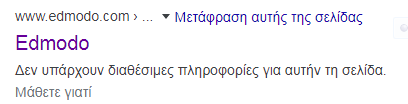 www.edmodo.com › ... ▼ Μετάφραση αυτής της σελίδας
Edmodo
Δεν υπάρχουν διαθέσιμες πληροφορίες για αυτήν τη σελίδα.
Μάθετε γιατί